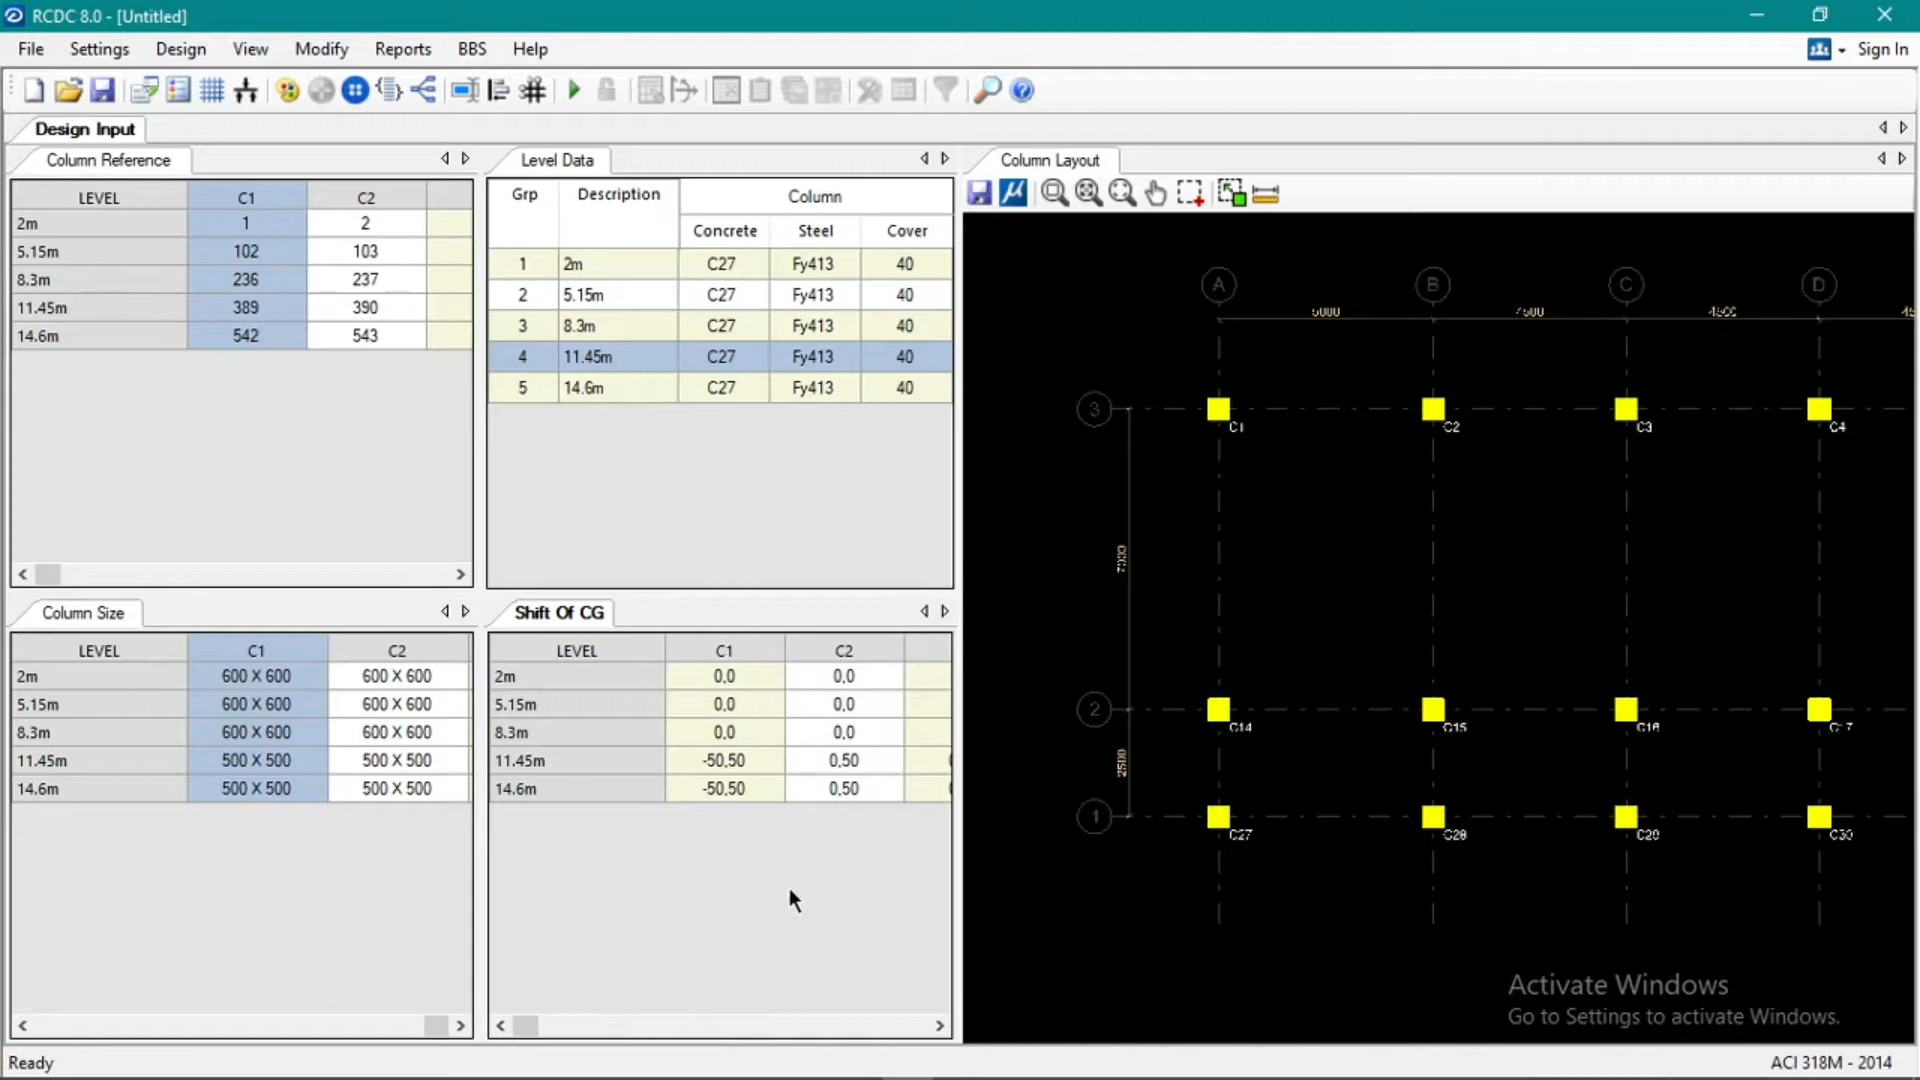 RCDC 8.0 - [Untitled]
File Settings Design View Modify Reports BBS Help Sign In
Design Input
Column Reference
LEVEL C1 C2
2m 1 2
5.15m 102 103
8.3m 236 237
11.45m 389 390
14.6m 542 543
Level Data
Grp Description Column
Concrete Steel Cover
1 2m C27 Fy413 40
2 5.15m C27 Fy413 40
3 8.3m C27 Fy413 40
4 11.45m C27 Fy413 40
5 14.6m C27 Fy413 40
Column Size
LEVEL C1 C2
2m 600 X 600 600 X 600
5.15m 600 X 600 600 X 600
8.3m 600 X 600 600 X 600
11.45m 500 X 500 500 X 500
14.6m 500 X 500 500 X 500
Shift Of CG
LEVEL C1 C2
2m 0,0 0,0
5.15m 0,0 0,0
8.3m 0,0 0,0
11.45m -50,50 0,50
14.6m -50,50 0,50
Column Layout
A B C D
5000 4500
3
C1 C2 C3 C4
2
C14 C15 C16 C17
2500
1
C27 C28 C29 C30
Activate Windows
Go to Settings to activate Windows.
Ready
ACI 318M - 2014